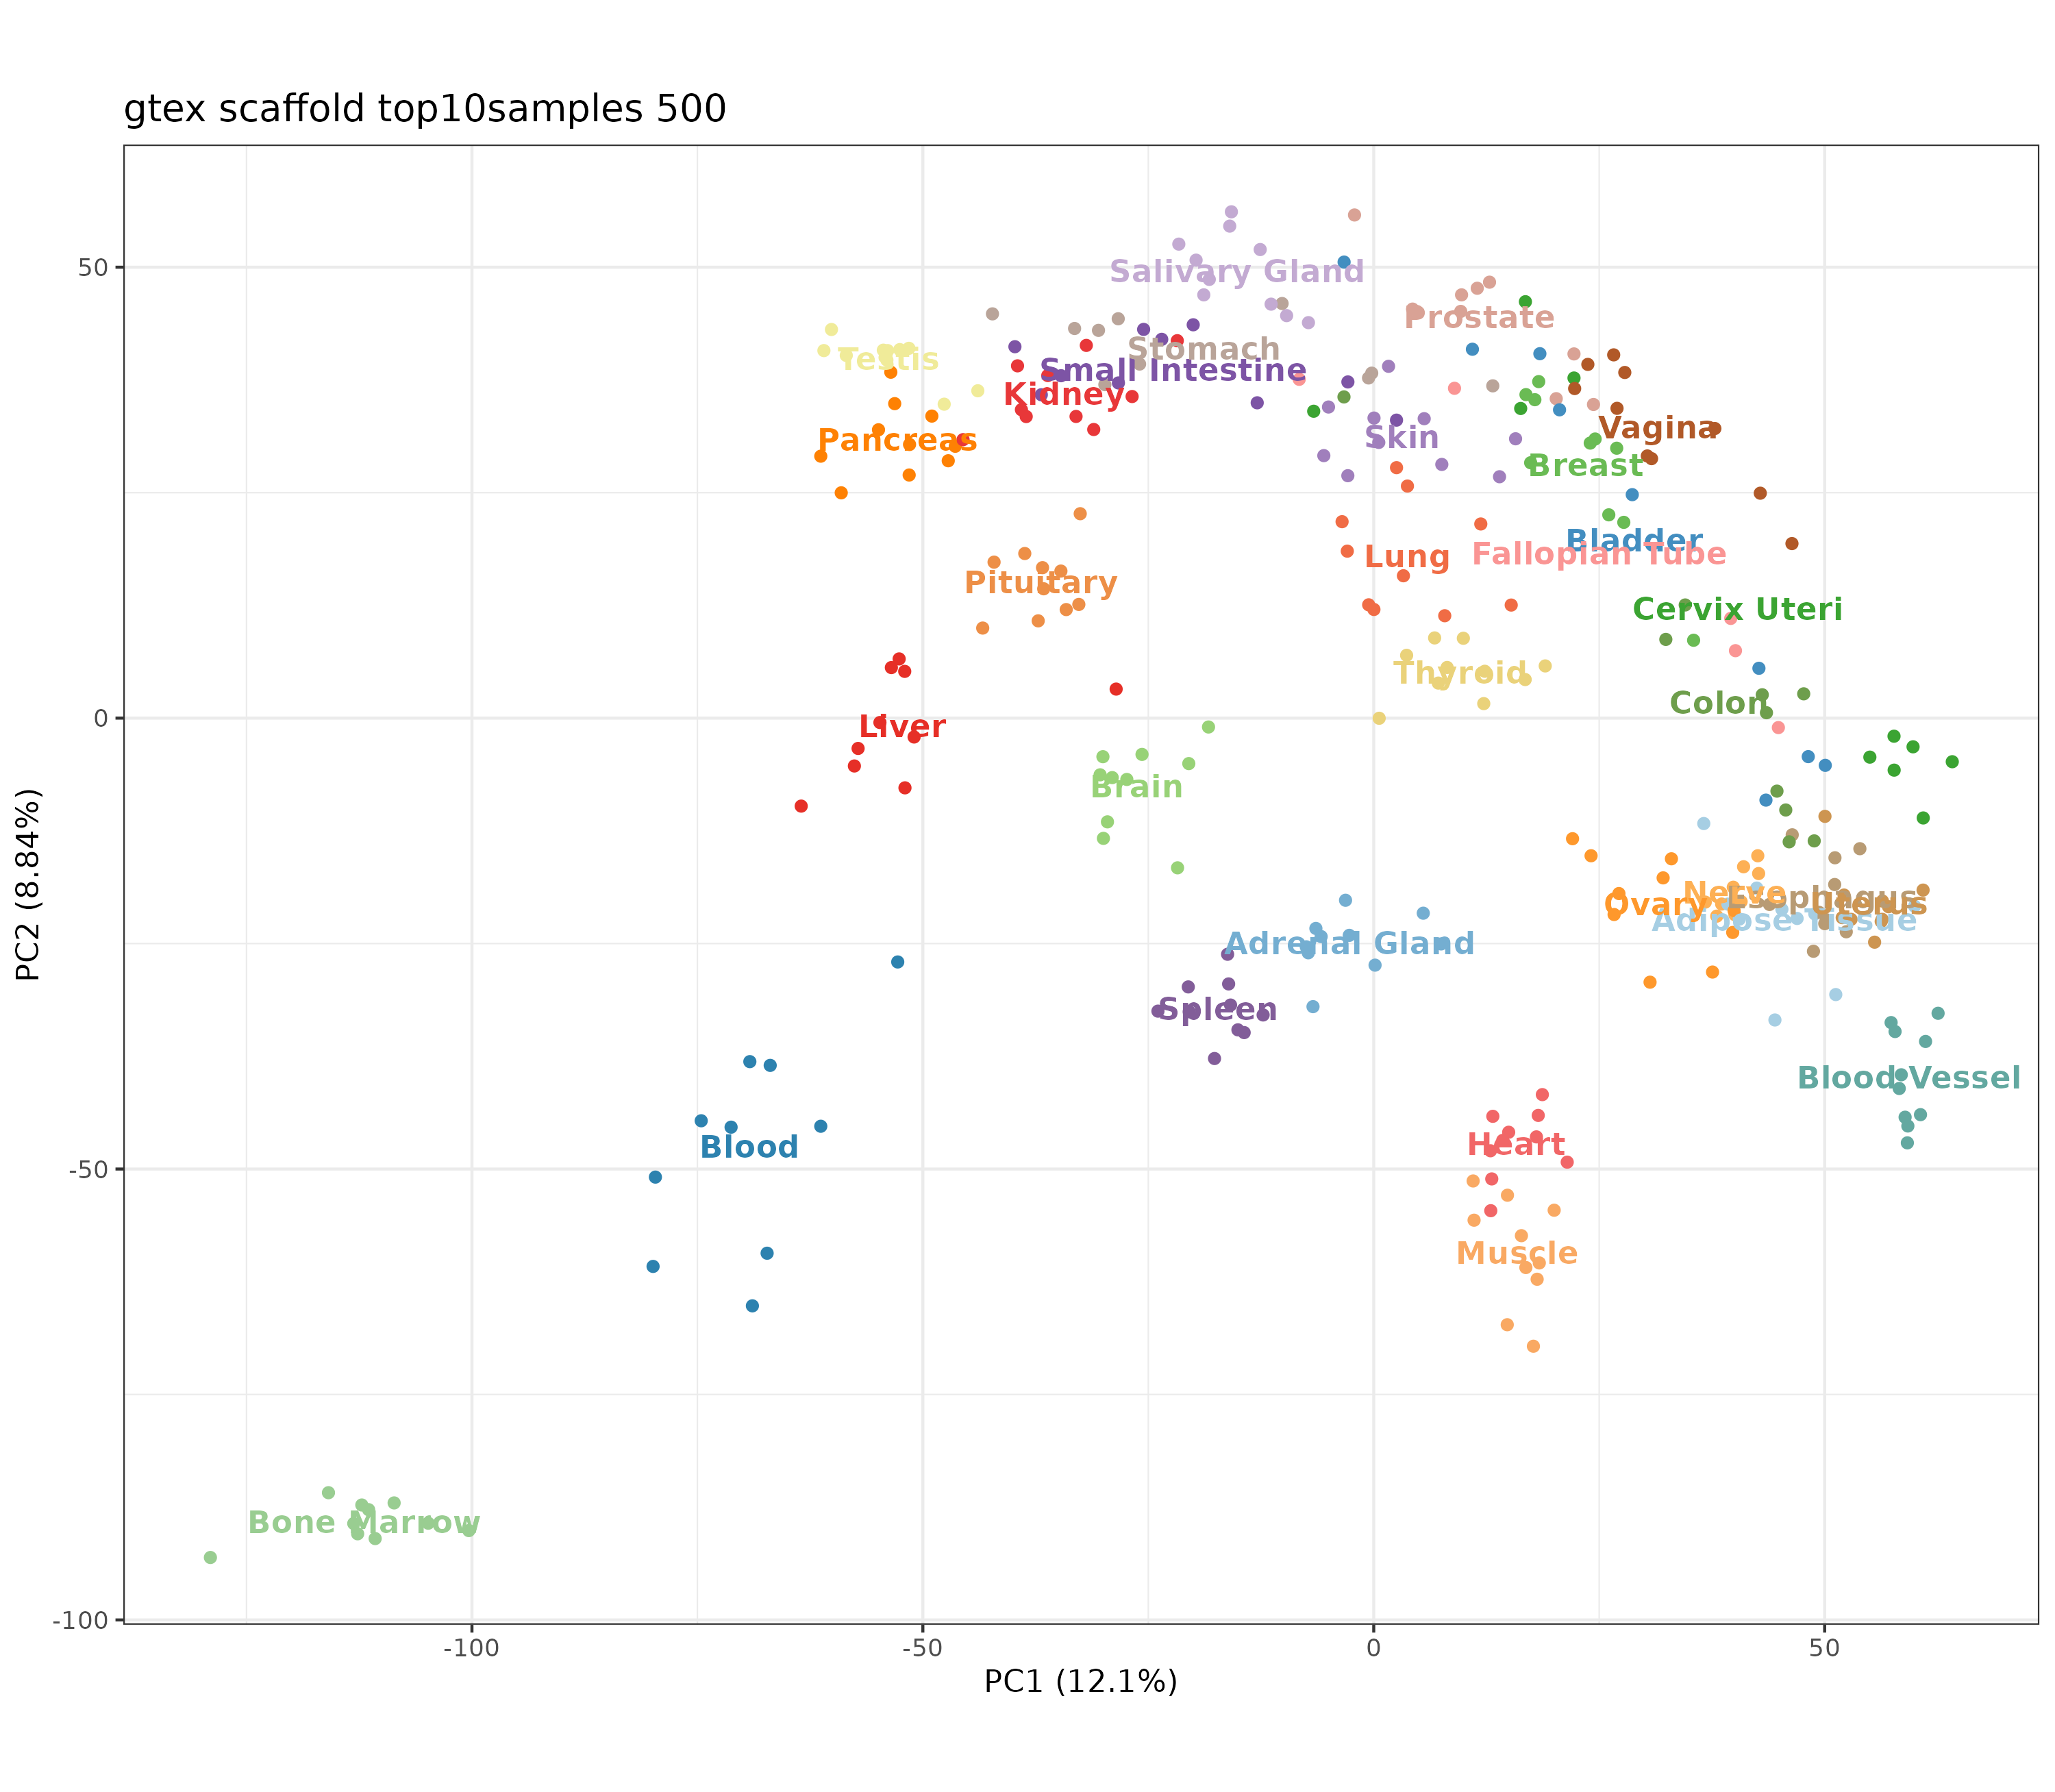 gtex scaffold top10samples 500
50
Salivary Gland
Prostate
Stomach
Testis
Small Intestine
Kidney
Vagina
Skin
Pancreas
Breast
Bladder
Fallopian Tube
Lung
Pituitary
Cervix Uteri
Thyroid
Colon
0
Liver
Brain
Nerve
Esophagus
Uterus
Ovary
Adipose Tissue
Adrenal Gland
Spleen
Blood Vessel
Heart
Blood
-50
Muscle
Bone Marrow
-100
-100 -50 0 50
PC1 (12.1%)
PC2 (8.84%)